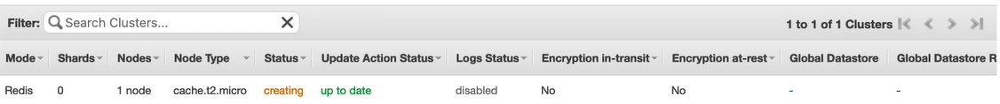 Filter: Search Clusters... 1 to 1 of 1 Clusters
Mode Shards Nodes Node Type Status Update Action Status Logs Status Encryption in-transit Encryption at-rest Global Datastore Global Datastore R
Redis 0 1 node cache.t2.micro creating up to date disabled No No - -